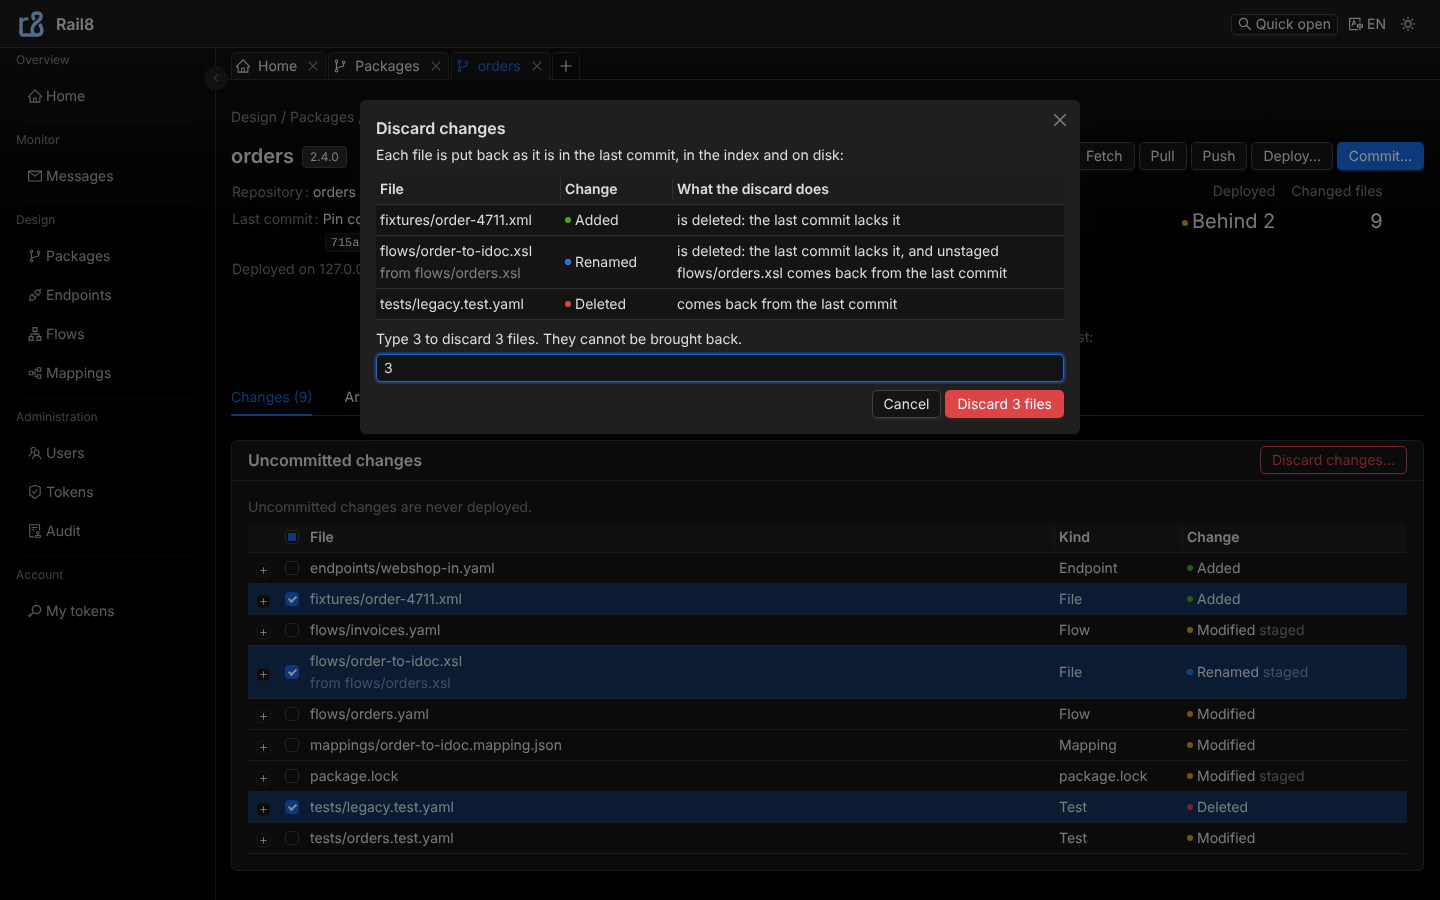 Rail8
Quick open
EN
Overview
Home
Monitor
Messages
Design
Packages
Endpoints
Flows
Mappings
Administration
Users
Tokens
Audit
Account
My tokens
Home
Packages
orders
Design / Packages /
orders 2.4.0
Fetch
Pull
Push
Deploy...
Commit...
Repository: orders
Last commit: Pin co
715a
Deployed on 127.0.0
Deployed
Behind 2
Changed files
9
st:
Discard changes
Each file is put back as it is in the last commit, in the index and on disk:
File Change What the discard does
fixtures/order-4711.xml Added is deleted: the last commit lacks it
flows/order-to-idoc.xsl Renamed is deleted: the last commit lacks it, and unstaged
from flows/orders.xsl flows/orders.xsl comes back from the last commit
tests/legacy.test.yaml Deleted comes back from the last commit
Type 3 to discard 3 files. They cannot be brought back.
3
Cancel
Discard 3 files
Changes (9)
Ar
Uncommitted changes
Discard changes...
Uncommitted changes are never deployed.
File Kind Change
endpoints/webshop-in.yaml Endpoint Added
fixtures/order-4711.xml File Added
flows/invoices.yaml Flow Modified staged
flows/order-to-idoc.xsl File Renamed staged
from flows/orders.xsl
flows/orders.yaml Flow Modified
mappings/order-to-idoc.mapping.json Mapping Modified
package.lock package.lock Modified staged
tests/legacy.test.yaml Test Deleted
tests/orders.test.yaml Test Modified